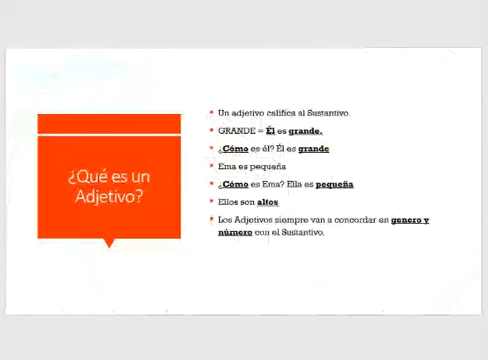 ¿Qué es un
Adjetivo?
Un adjetivo califica al Sustantivo.
GRANDE = Él es grande.
¿Cómo es él? Él es grande
Ema es pequeña
¿Cómo es Ema? Ella es pequeña
Ellos son altos
Los Adjetivos siempre van a concordar en genero y
número con el Sustantivo.